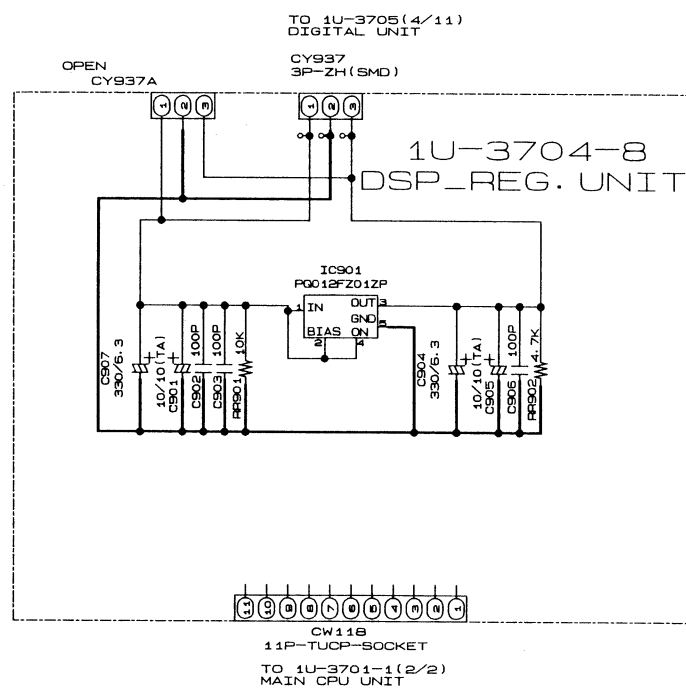 TO 1U-3705(4/11)
DIGITAL UNIT
OPEN
CY937A
CY937
3P-ZH(SMD)
1 2 3
1 2 3
1U-3704-8
DSP_REG. UNIT
IC901
PQ012FZ01ZP
1 IN OUT 3
GND 5
BIAS ON
2 4
C907
330/6.3
+
10/10(TA)
C901
+
100P
C902
100P
C903
10K
RR901
C904
330/6.3
+
10/10(TA)
C905
+
100P
C906
4.7K
RR902
11 10 9 8 7 6 5 4 3 2 1
CW118
11P-TUCP-SOCKET
TO 1U-3701-1(2/2)
MAIN CPU UNIT